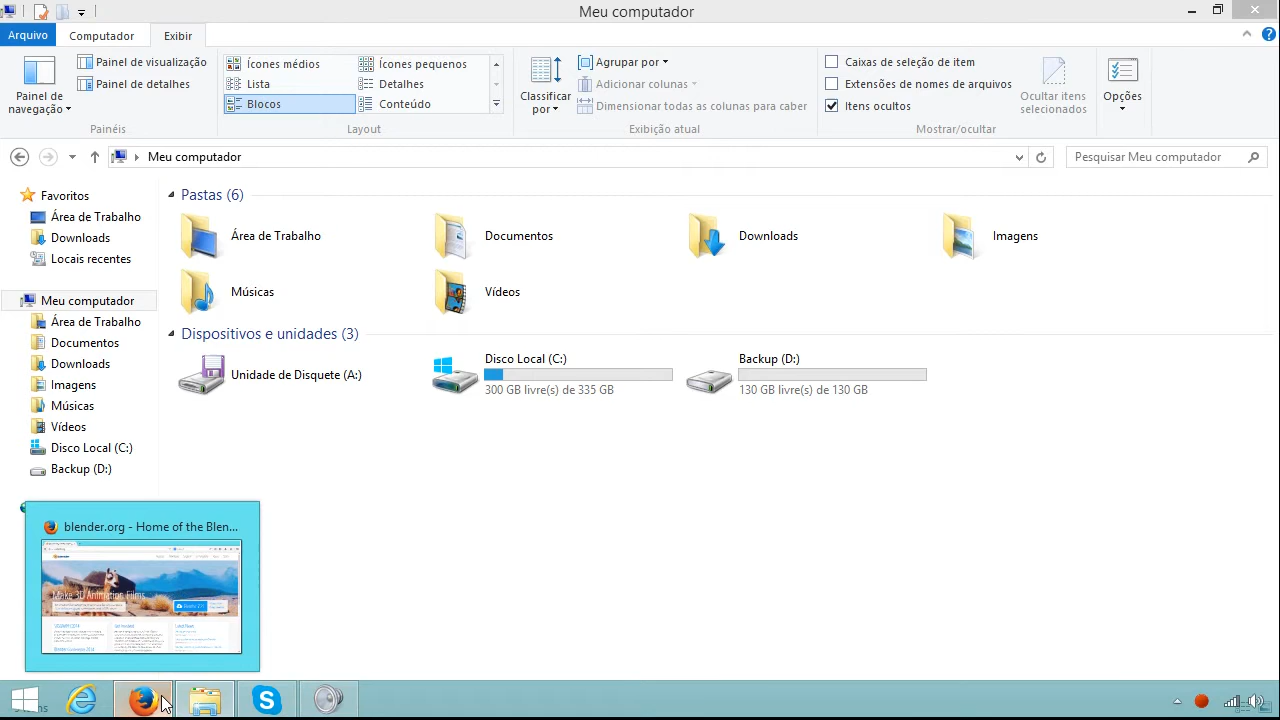 Meu computador
Arquivo
Computador
Exibir
Painel de navegação
Painel de visualização
Painel de detalhes
Painéis
Ícones médios
Ícones pequenos
Lista
Detalhes
Blocos
Conteúdo
Layout
Classificar por
Agrupar por
Adicionar colunas
Dimensionar todas as colunas para caber
Exibição atual
Caixas de seleção de item
Extensões de nomes de arquivos
Itens ocultos
Ocultar itens selecionados
Mostrar/ocultar
Opções
Meu computador
Pesquisar Meu computador
Favoritos
Área de Trabalho
Downloads
Locais recentes
Meu computador
Área de Trabalho
Documentos
Downloads
Imagens
Músicas
Vídeos
Disco Local (C:)
Backup (D:)
Pastas (6)
Área de Trabalho
Documentos
Downloads
Imagens
Músicas
Vídeos
Dispositivos e unidades (3)
Unidade de Disquete (A:)
Disco Local (C:)
300 GB livre(s) de 335 GB
Backup (D:)
130 GB livre(s) de 130 GB
blender.org - Home of the Blen...
Make 3D Animation Films